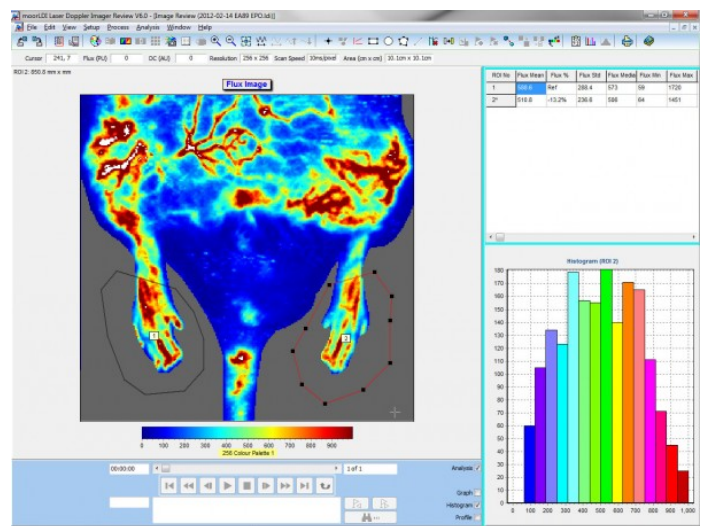 moorLDI Laser Doppler Imager Review V6.0 - [Image Review (2012-02-14 EA89 EPO.ldi)]
File Edit View Setup Process Analysis Window Help
Cursor 241, 7 Flux (PU) 0 DC (AU) 0 Resolution 256 x 256 Scan Speed 10ms/pixel Area (cm x cm) 10.1cm x 10.1cm
ROI 2: 850.8 mm x mm
Flux Image
ROI No Flux Mean Flux % Flux Std Flux Media Flux Min Flux Max
1 Ref 288.4 573 59 1720
2* 510.8 -13.2% 236.6 508 64 1451
1
2
0 100 200 300 400 500 600 700 800 900
256 Colour Palette 1
Histogram (ROI 2)
180
170
160
150
140
130
120
110
100
90
80
70
60
50
40
30
20
10
0
0 100 200 300 400 500 600 700 800 900 1,000
00:00:00
1 of 1
Analysis
Graph
Histogram
Profile